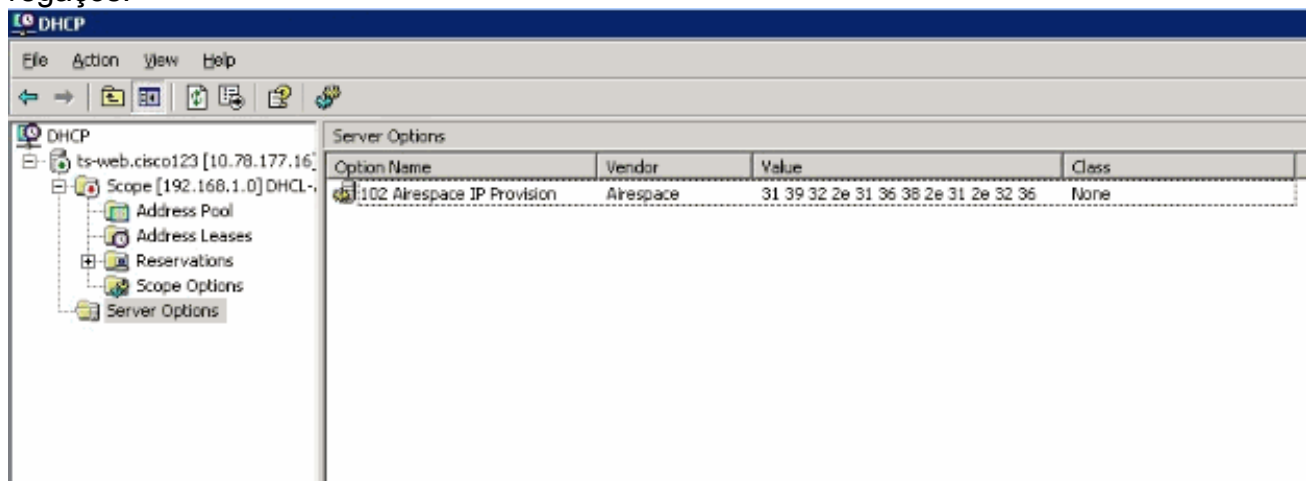 DHCP
File Action View Help
DHCP
ts-web.cisco123 [10.78.177.16]
Scope [192.168.1.0] DHCL-.
Address Pool
Address Leases
Reservations
Scope Options
Server Options
Server Options
Option Name Vendor Value Class
102 Airespace IP Provision Airespace 31 39 32 2e 31 36 38 2e 31 2e 32 36 None